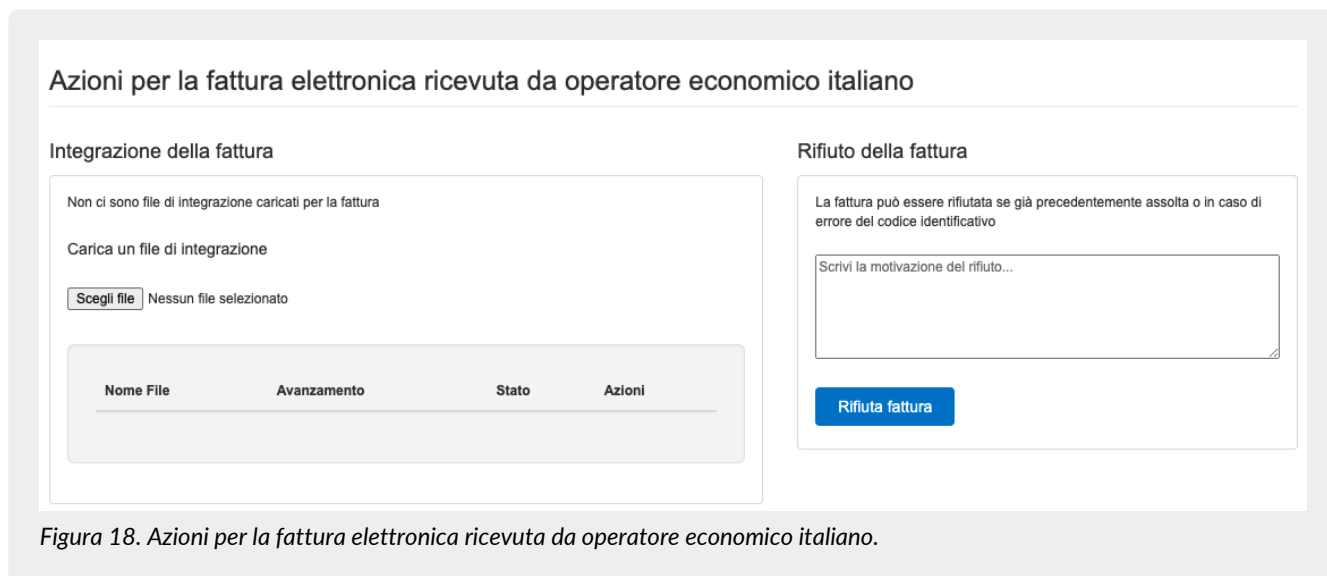 Azioni per la fattura elettronica ricevuta da operatore economico italiano
Integrazione della fattura
Non ci sono file di integrazione caricati per la fattura
Carica un file di integrazione
Scegli file Nessun file selezionato
Nome File Avanzamento Stato Azioni
Rifiuto della fattura
La fattura può essere rifiutata se già precedentemente assolta o in caso di
errore del codice identificativo
Scrivi la motivazione del rifiuto...
Rifiuta fattura
Figura 18. Azioni per la fattura elettronica ricevuta da operatore economico italiano.